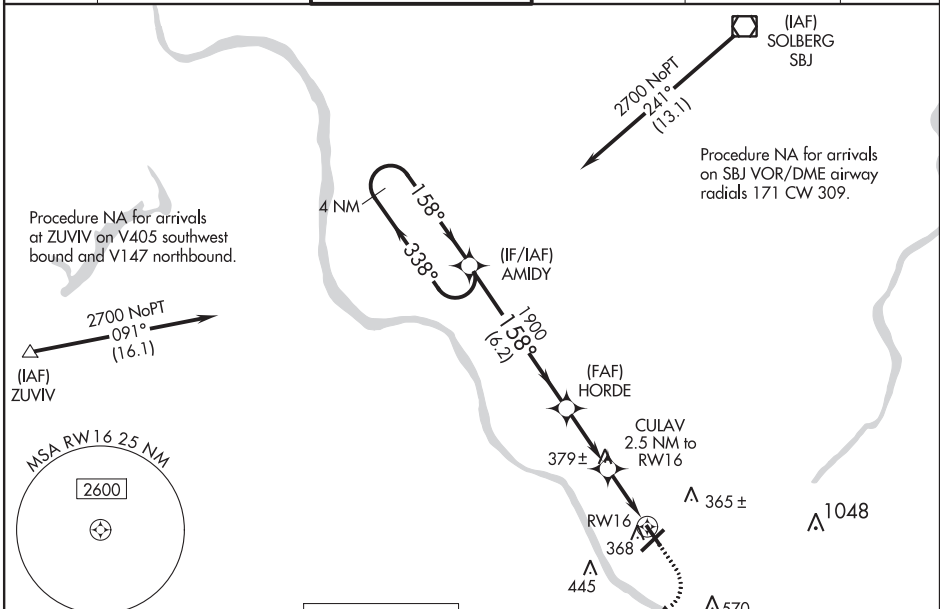 (IAF)
SOLBERG
SBJ
2700 NoPT
241°
(13.1)
Procedure NA for arrivals
on SBJ VOR/DME airway
radials 171 CW 309.
Procedure NA for arrivals
at ZUVIV on V405 southwest
bound and V147 northbound.
4 NM
158°
338°
(IF/IAF)
AMIDY
2700 NoPT
091°
(16.1)
(IAF)
ZUVIV
1900
158°
(6.2)
(FAF)
HORDE
CULAV
2.5 NM to
RW16
379 ±
365 ±
1048
RW16
368
445
570
MSA RW16 25 NM
2600